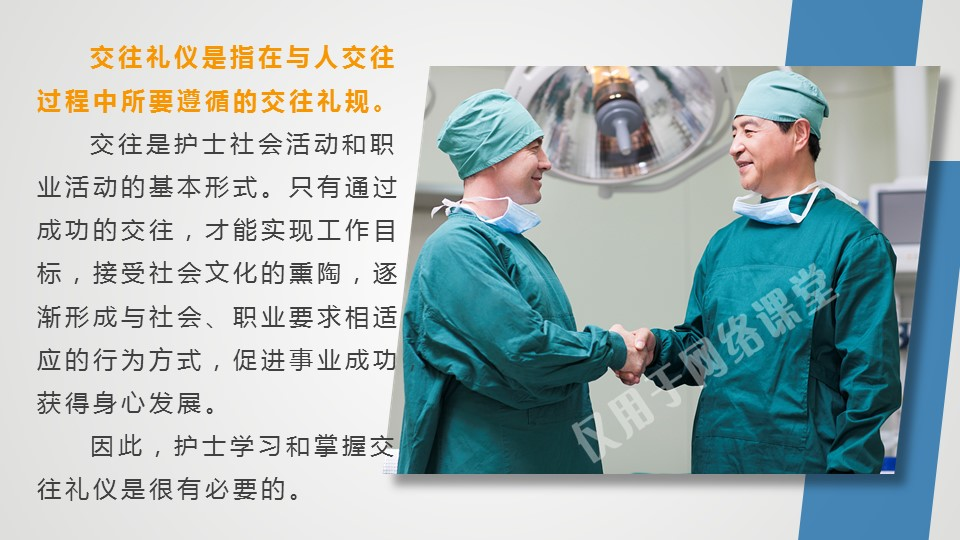 交往礼仪是指在与人交往
过程中所要遵循的交往礼规。
交往是护士社会活动和职
业活动的基本形式。只有通过
成功的交往，才能实现工作目
标，接受社会文化的熏陶，逐
渐形成与社会、职业要求相适
应的行为方式，促进事业成功
获得身心发展。
因此，护士学习和掌握交
往礼仪是很有必要的。
仅用于网络课堂